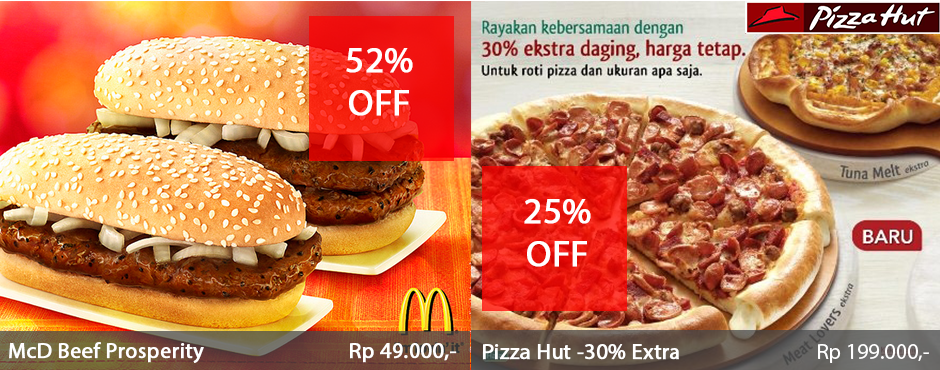 52%
OFF
McD Beef Prosperity
Rp 49.000,-
Pizza Hut
Rayakan kebersamaan dengan
30% ekstra daging, harga tetap.
Untuk roti pizza dan ukuran apa saja.
Tuna Melt ekstra
25%
OFF
BARU
Meat Lovers ekstra
Pizza Hut -30% Extra
Rp 199.000,-